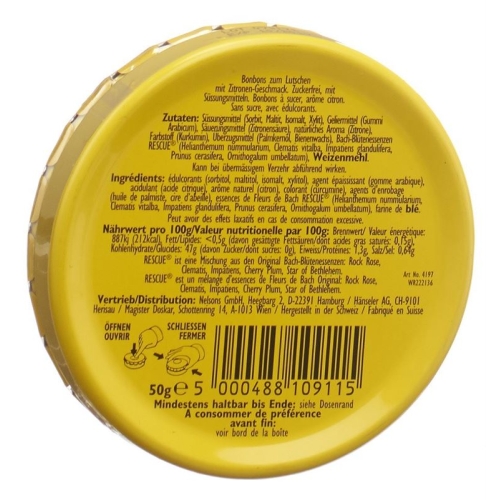 Bonbons zum Lutschen
mit Zitronen-Geschmack. Zuckerfrei, mit
Süssungsmitteln. Bonbons à sucer, arôme citron.
Sans sucre, avec édulcorants.
Zutaten: Süssungsmittel (Sorbit, Maltit, Isomalt, Xylit), Geliermittel (Gummi
Arabicum), Säuerungsmittel (Zitronensäure), natürliches Aroma (Zitrone),
Farbstoff (Kurkumin), Überzugsmittel (Palmkernöl, Bienenwachs), Bach-Blütenessenzen
RESCUE® (Helianthemum nummularium, Clematis vitalba, Impatiens glandulifera,
Prunus cerasifera, Ornithogalum umbellatum), Weizenmehl.
Kann bei übermässigem Verzehr abführend wirken.
Ingrédients: édulcorants (sorbitol, maltitol, isomalt, xylitol), agent épaississant (gomme arabique),
acidulant (acide citrique), arôme naturel (citron), colorant (curcumine), agents d'enrobage
(huile de palmiste, cire d'abeille), essences de Fleurs de Bach RESCUE® (Helianthemum nummularium,
Clematis vitalba, Impatiens glandulifera, Prunus cerasifera, Ornithogalum umbellatum), farine de blé.
Peut avoir des effets laxatifs en cas de consommation excessive.
Nährwert pro 100g/Valeur nutritionelle par 100g: Brennwert/ Valeur énergétique:
887kJ (212kcal), Fett/Lipides: <0,5g (davon gesättigte Fettsäuren/dont acides gras saturés: 0,15g),
Kohlenhydrate/Glucides: 47g (davon Zucker/dont sucres: 0g), Eiweiss/Protéines: 1,3g, Salz/Sel: 0,64g
RESCUE® ist eine Mischung aus den Original Bach-Blütenessenzen: Rock Rose,
Clematis, Impatiens, Cherry Plum, Star of Bethlehem.
RESCUE® est un mélange d'essences de Fleurs de Bach Original: Rock Rose,
Clematis, Impatiens, Cherry Plum, Star of Bethlehem.
Art No. 4197
WR222136
Vertrieb/Distribution: Nelsons GmbH, Heegbarg 2, D-22391 Hamburg / Hänseler AG, CH-9101
Herisau / Magister Doskar, Schottenring 14, A-1013 Wien / Hergestellt in der Schweiz / Fabriqué en Suisse
ÖFFNEN
OUVRIR
SCHLIESSEN
FERMER
50g e 5 000488 109115
Mindestens haltbar bis Ende: siehe Dosenrand
A consommer de préférence
avant fin:
voir bord de la boîte